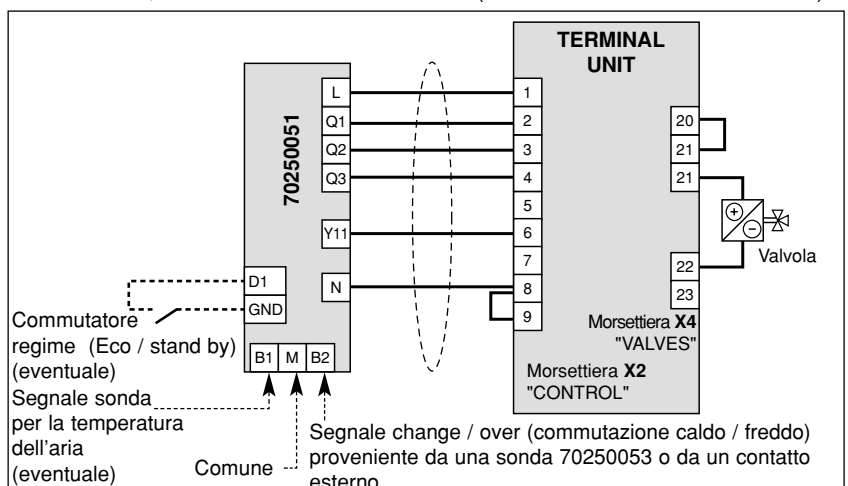 TERMINAL
UNIT
70250051
L
Q1
Q2
Q3
Y11
N
D1
GND
B1 M B2
1
2
3
4
5
6
7
8
9
20
21
21
22
23
Valvola
Morsettiera X4
"VALVES"
Morsettiera X2
"CONTROL"
Commutatore
regime (Eco / stand by)
(eventuale)
Segnale sonda
per la temperatura
dell'aria
(eventuale)
Comune
Segnale change / over (commutazione caldo / freddo)
proveniente da una sonda 70250053 o da un contatto
esterno